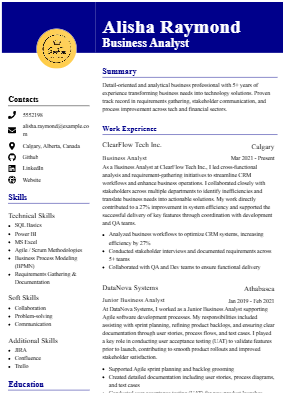 Alisha Raymond
Business Analyst
Contacts
5552198
alisha.raymond@example.co
m
Calgary, Alberta, Canada
Github
LinkedIn
Website
Skills
Technical Skills
SQL Basics
Power BI
MS Excel
Agile / Scrum Methodologies
Business Process Modeling
(BPMN)
Requirements Gathering &
Documentation
Soft Skills
Collaboration
Problem-solving
Communication
Additional Skills
JIRA
Confluence
Trello
Education
Summary
Detail-oriented and analytical business professional with 5+ years of
experience transforming business needs into technology solutions. Proven
track record in requirements gathering, stakeholder communication, and
process improvement across tech and financial sectors.
Work Experience
ClearFlow Tech Inc.
Calgary
Business Analyst
Mar 2021 - Present
As a Business Analyst at ClearFlow Tech Inc., I led cross-functional
analysis and requirement-gathering initiatives to streamline CRM
workflows and enhance business operations. I collaborated closely with
stakeholders across multiple departments to identify inefficiencies and
translate business needs into actionable solutions. My work directly
contributed to a 27% improvement in system efficiency and supported the
successful delivery of key features through coordination with development
and QA teams.
Analyzed business workflows to optimize CRM systems, increasing
efficiency by 27%
Conducted stakeholder interviews and documented requirements across
5+ teams
Collaborated with QA and Dev teams to ensure functional delivery
DataNova Systems
Athabasca
Junior Business Analyst
Jan 2019 - Feb 2021
At DataNova Systems, I worked as a Junior Business Analyst supporting
Agile software development processes. My responsibilities included
assisting with sprint planning, refining product backlogs, and ensuring clear
documentation through user stories, process flows, and test cases. I played
a key role in conducting user acceptance testing (UAT) to validate features
prior to launch, contributing to smooth product rollouts and improved
stakeholder satisfaction.
Supported Agile sprint planning and backlog grooming
Created detailed documentation including user stories, process diagrams,
and test cases